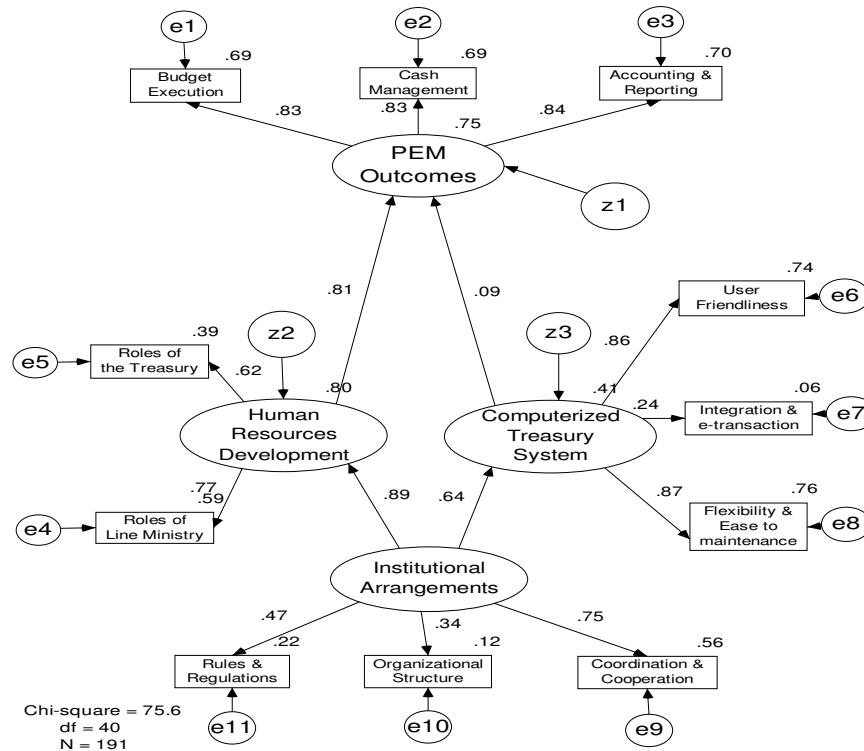 e1
e2
e3
.69
.69
.70
Budget
Execution
Cash
Management
Accounting &
Reporting
.83
.83
.84
.75
PEM
Outcomes
z1
.81
.09
.74
User
Friendliness
e6
z2
z3
.86
.39
e5
Roles of
the Treasury
.62
.80
.41
.06
.24
Integration &
e-transaction
e7
Human
Resources
Development
Computerized
Treasury
System
.77
.59
.89
.64
.87
.76
e4
Roles of
Line Ministry
Flexibility &
Ease to
maintenance
e8
Institutional
Arrangements
.47
.34
.75
.22
.12
.56
Rules &
Regulations
Organizational
Structure
Coordination &
Cooperation
e11
e10
e9
Chi-square = 75.6
df = 40
N = 191